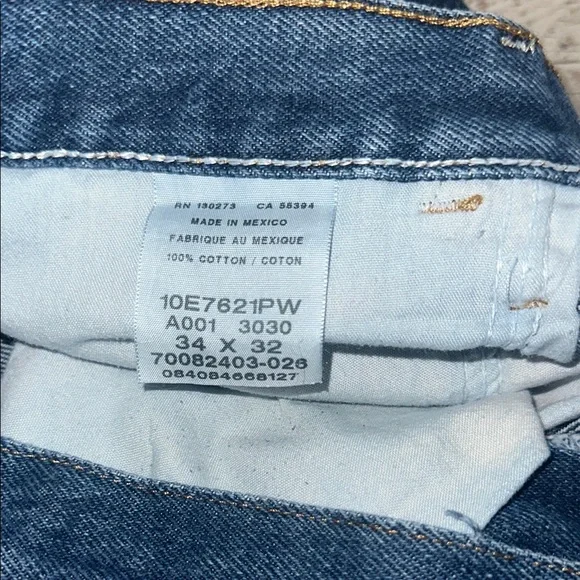 RN 130273 CA 55394
MADE IN MEXICO
FABRIQUE AU MEXIQUE
100% COTTON / COTON
10E7621PW
A001 3030
34 X 32
70082403-026
084084668127